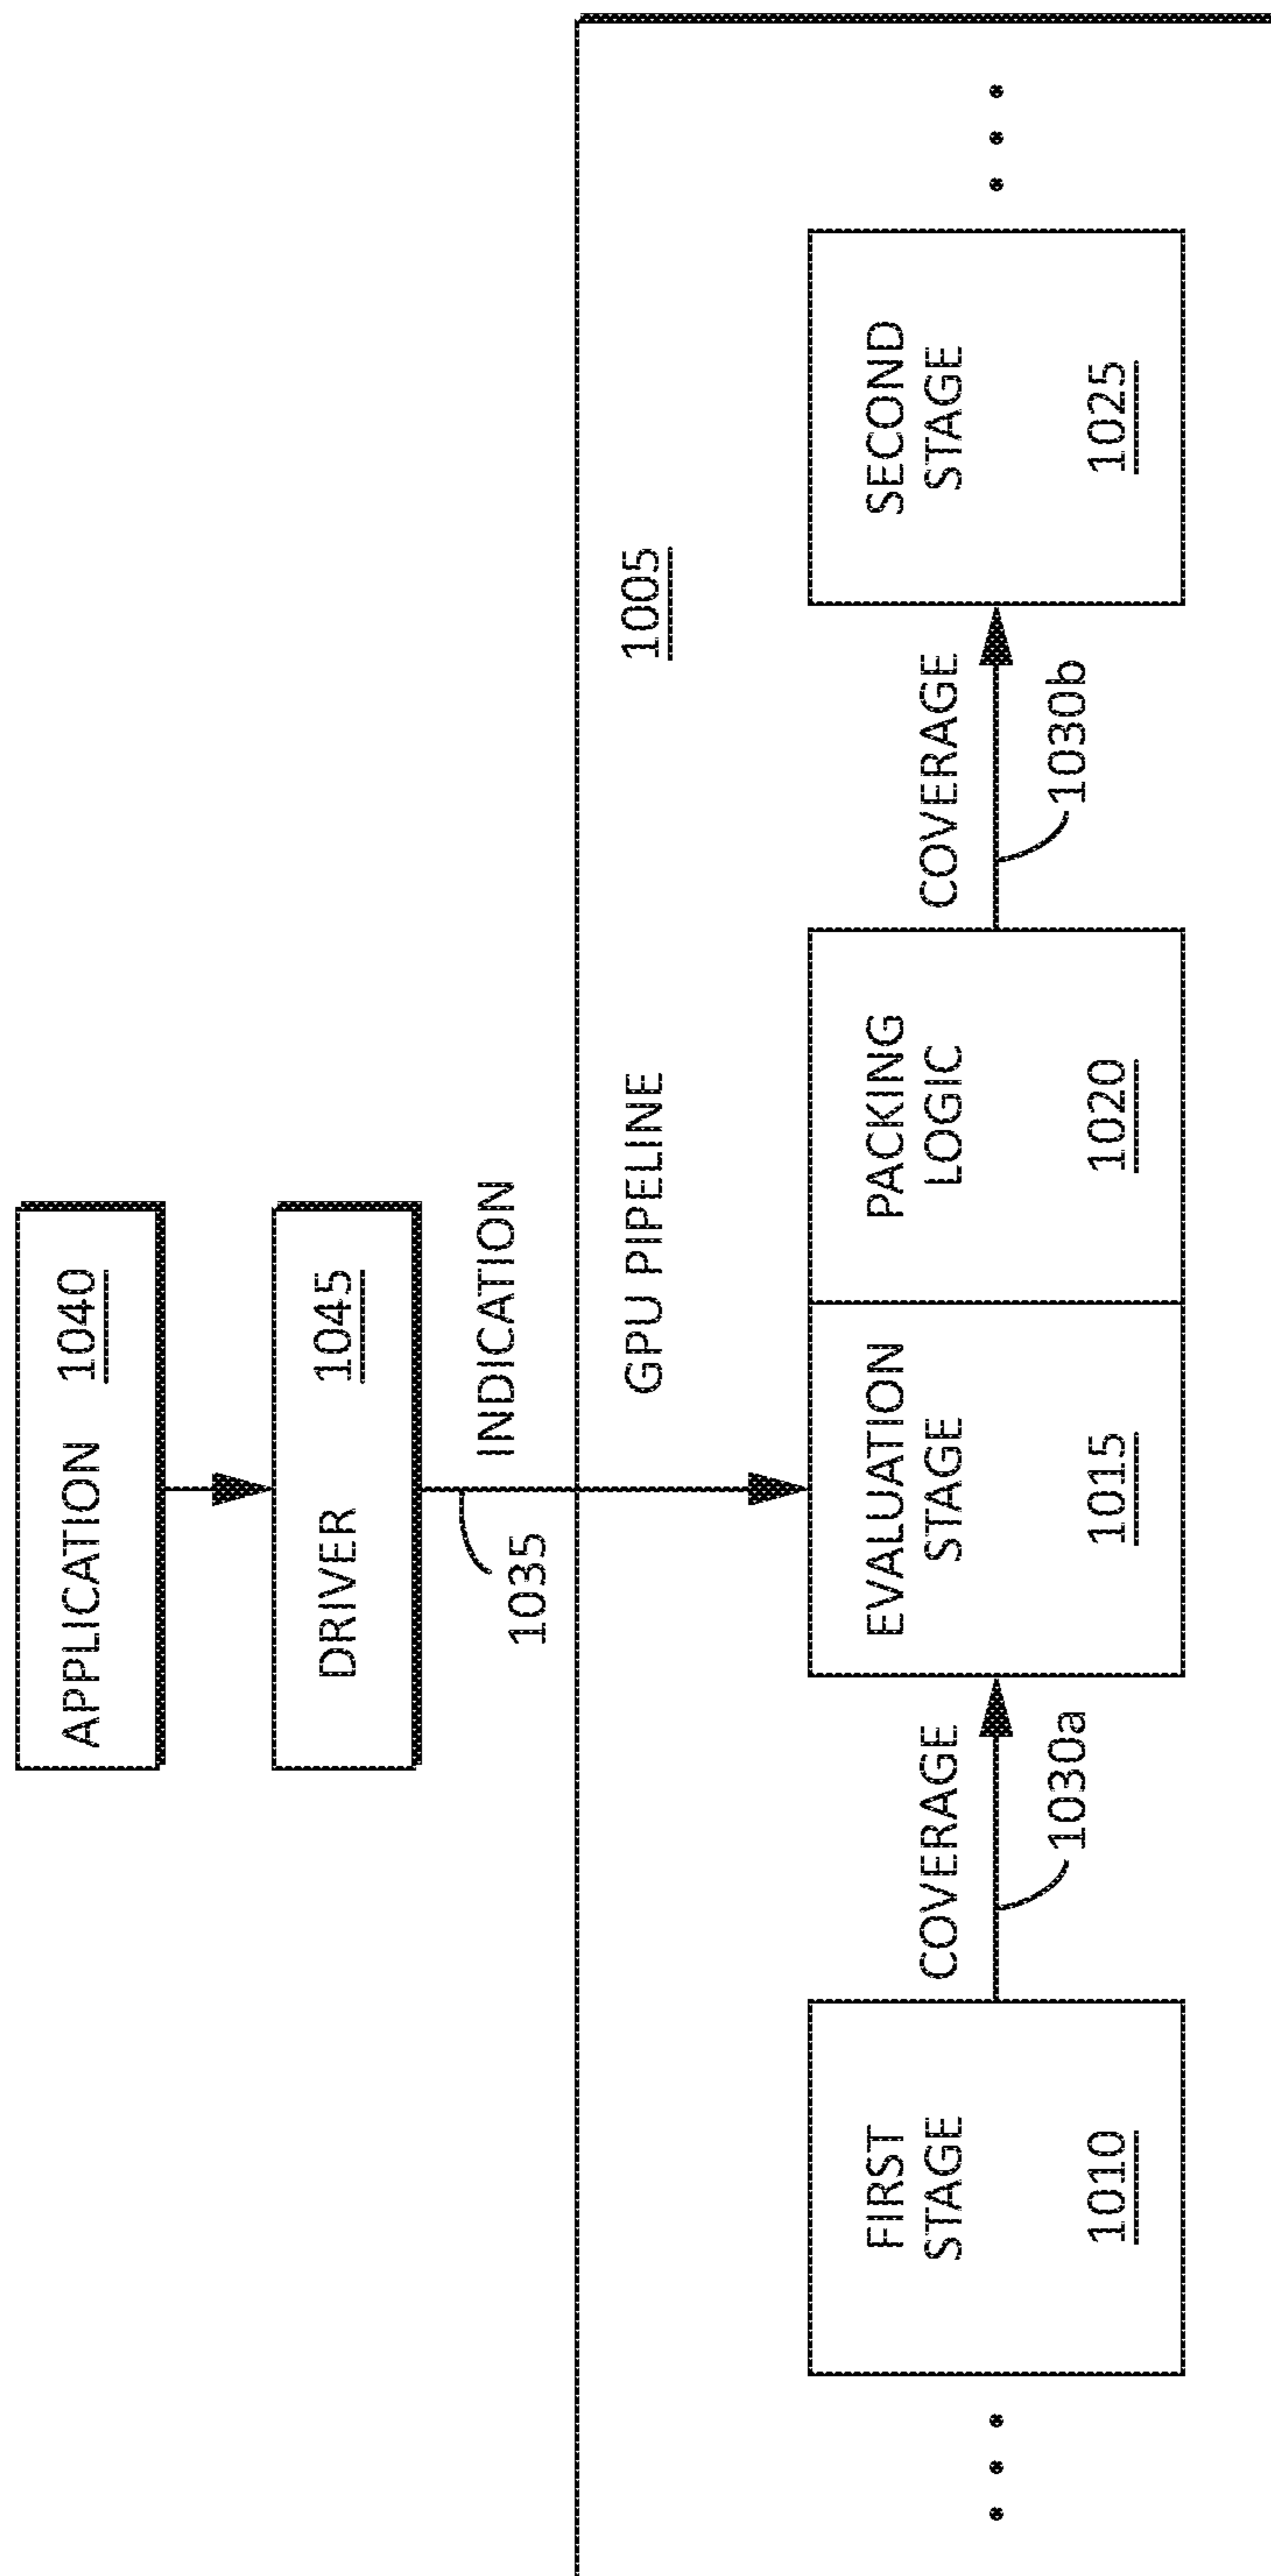 APPLICATION 1040
DRIVER 1045
INDICATION
1035
GPU PIPELINE 1005
FIRST
STAGE
1010
COVERAGE
1030a
EVALUATION
STAGE
1015
PACKING
LOGIC
1020
COVERAGE
1030b
SECOND
STAGE
1025